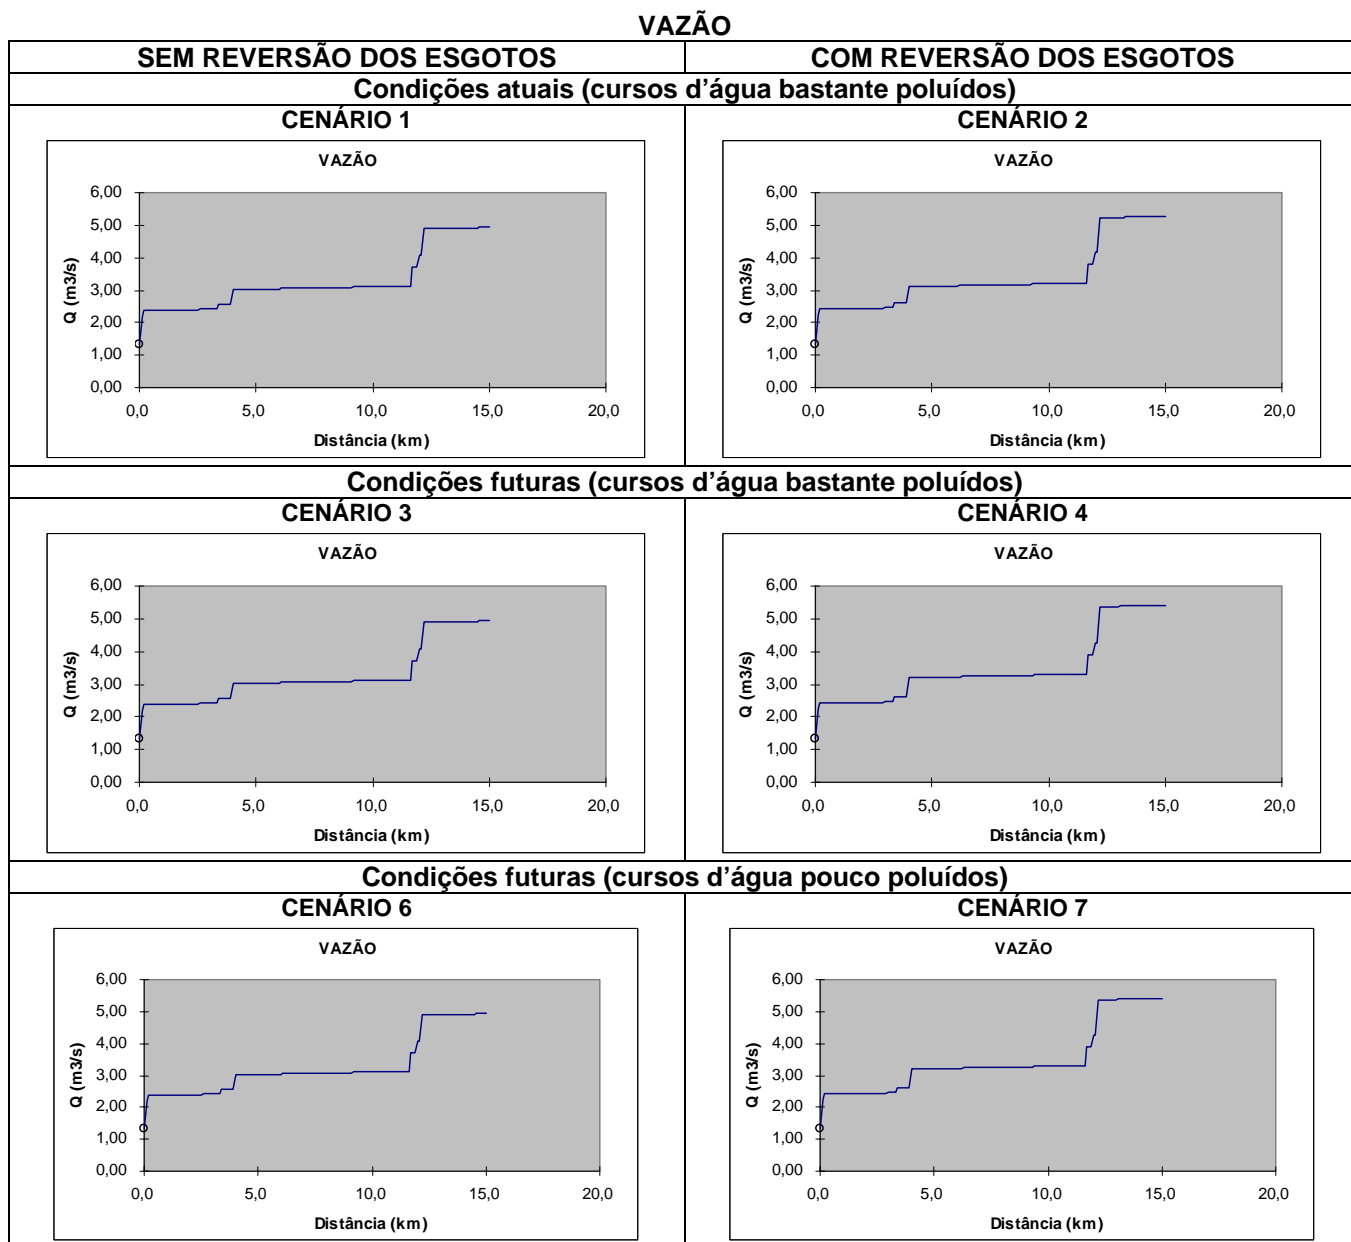 VAZÃO
SEM REVERSÃO DOS ESGOTOS
COM REVERSÃO DOS ESGOTOS
Condições atuais (cursos d’água bastante poluídos)
CENÁRIO 1
VAZÃO
6,00
5,00
4,00
3,00
2,00
1,00
0,00
Q (m3/s)
0,0 5,0 10,0 15,0 20,0
Distância (km)
CENÁRIO 2
VAZÃO
6,00
5,00
4,00
3,00
2,00
1,00
0,00
Q (m3/s)
0,0 5,0 10,0 15,0 20,0
Distância (km)
Condições futuras (cursos d’água bastante poluídos)
CENÁRIO 3
VAZÃO
6,00
5,00
4,00
3,00
2,00
1,00
0,00
Q (m3/s)
0,0 5,0 10,0 15,0 20,0
Distância (km)
CENÁRIO 4
VAZÃO
6,00
5,00
4,00
3,00
2,00
1,00
0,00
Q (m3/s)
0,0 5,0 10,0 15,0 20,0
Distância (km)
Condições futuras (cursos d’água pouco poluídos)
CENÁRIO 6
VAZÃO
6,00
5,00
4,00
3,00
2,00
1,00
0,00
Q (m3/s)
0,0 5,0 10,0 15,0 20,0
Distância (km)
CENÁRIO 7
VAZÃO
6,00
5,00
4,00
3,00
2,00
1,00
0,00
Q (m3/s)
0,0 5,0 10,0 15,0 20,0
Distância (km)